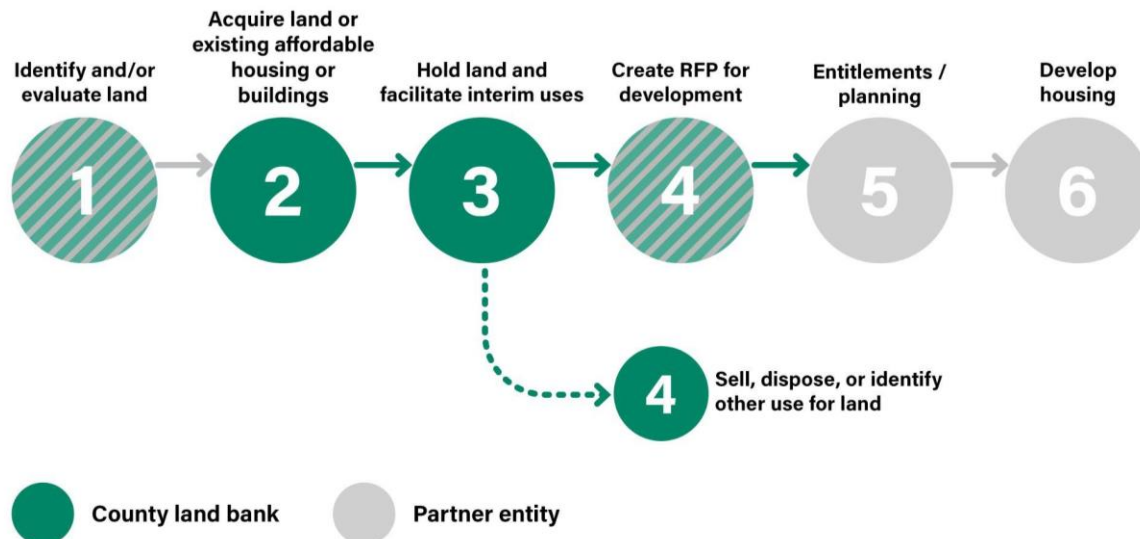 Identify and/or
evaluate land
1
Acquire land or
existing affordable
housing or
buildings
2
Hold land and
facilitate interim uses
3
Create RFP for
development
4
Entitlements /
planning
5
Develop
housing
6
4
Sell, dispose, or identify
other use for land
County land bank
Partner entity